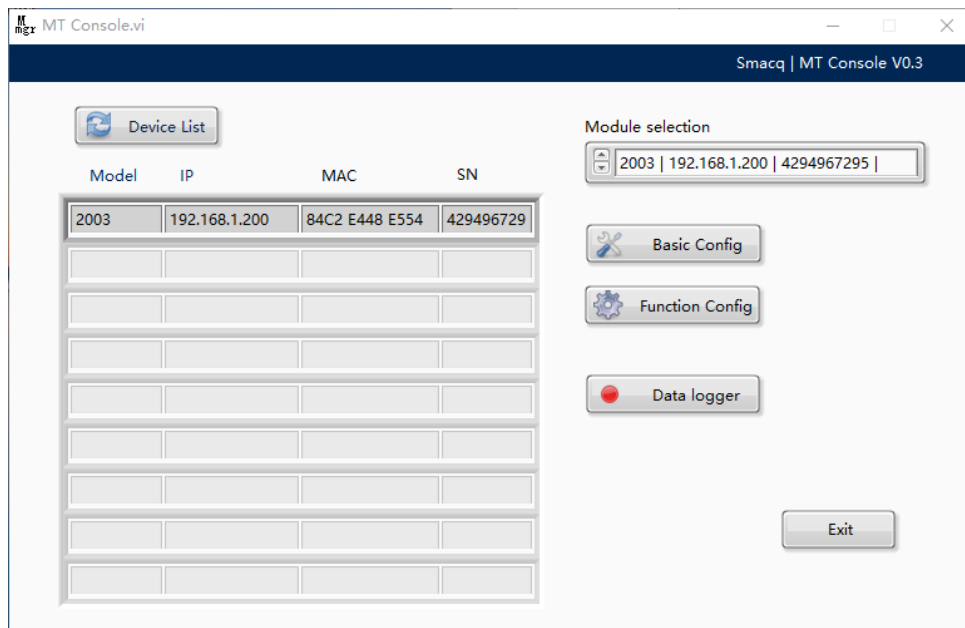 M
mgr MT Console.vi
Smacq | MT Console V0.3
Device List
Model IP MAC SN
2003 192.168.1.200 84C2 E448 E554 429496729
Module selection
2003 | 192.168.1.200 | 4294967295 |
Basic Config
Function Config
Data logger
Exit